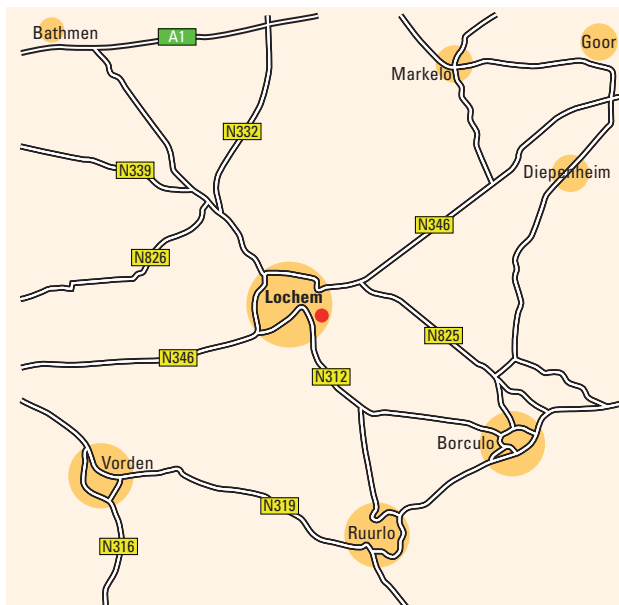 Bathmen
A1
Goor
Markelo
N332
N339
Diepenheim
N346
N826
Lochem
N825
N346
N312
Borculo
Vorden
N319
Ruurlo
N316